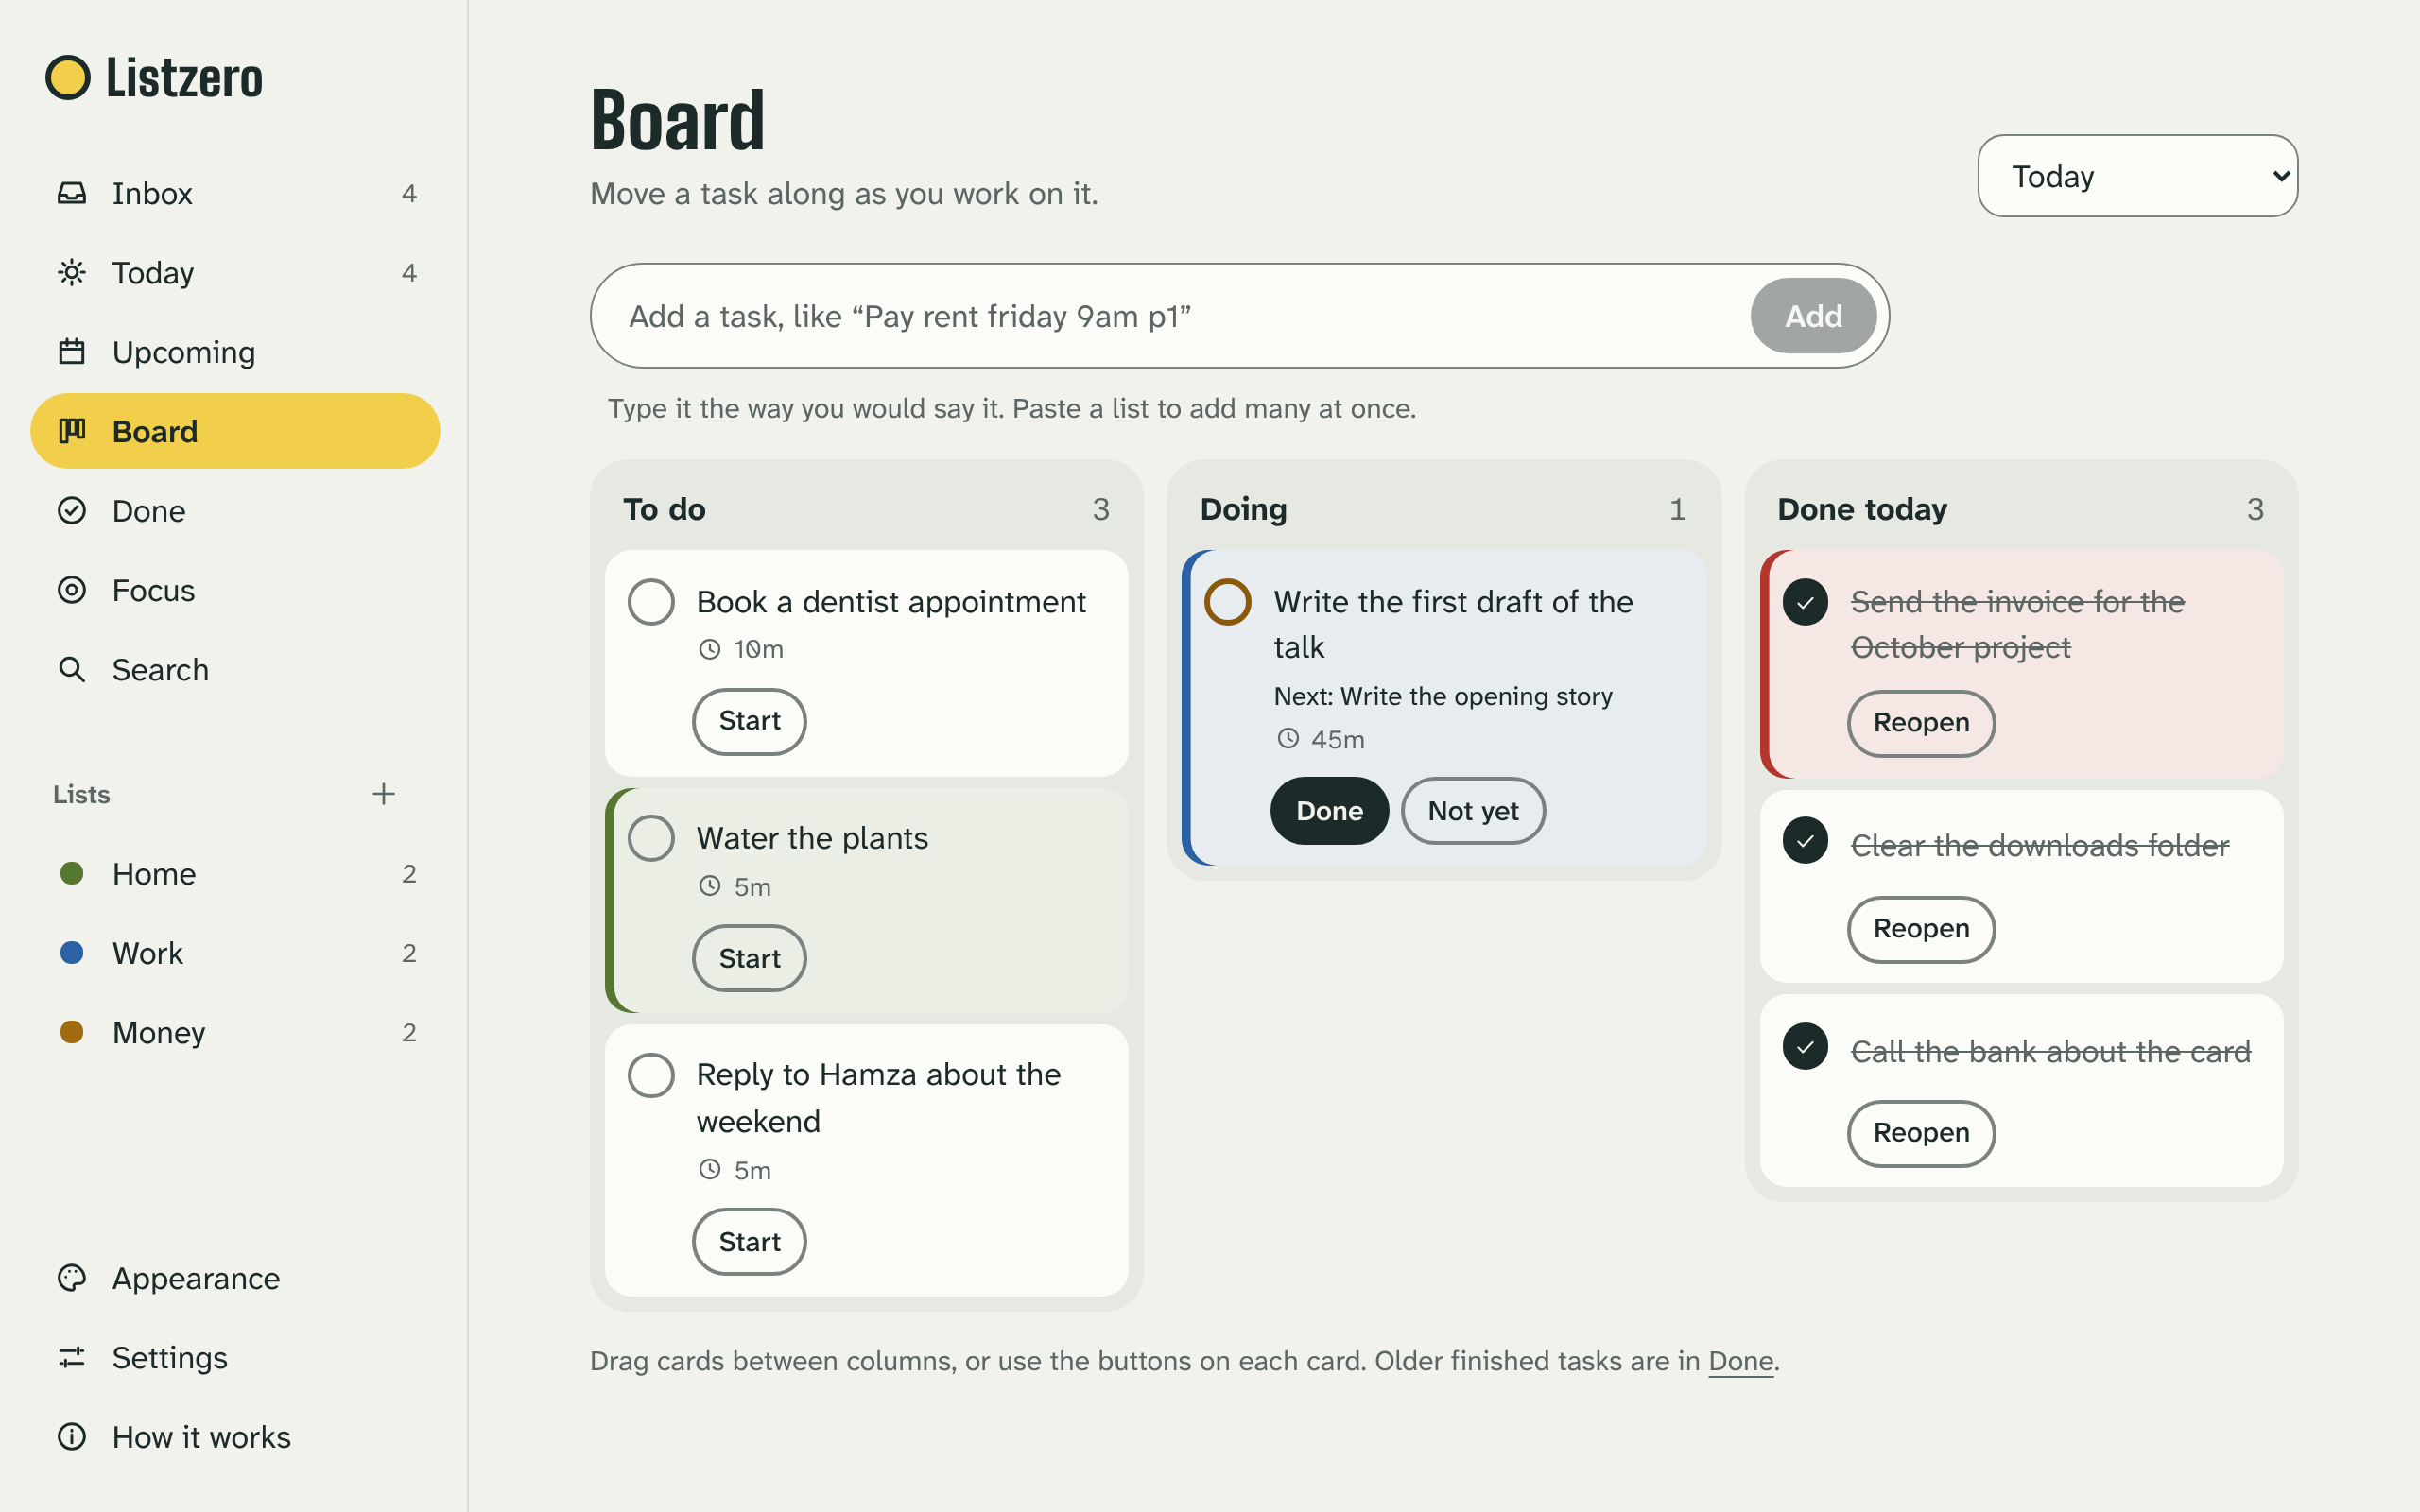 Listzero
Inbox 4
Today 4
Upcoming
Board
Done
Focus
Search
Lists
Home 2
Work 2
Money 2
Appearance
Settings
How it works
Board
Move a task along as you work on it.
Today
Add a task, like “Pay rent friday 9am p1”
Add
Type it the way you would say it. Paste a list to add many at once.
To do 3
Book a dentist appointment
10m
Start
Water the plants
5m
Start
Reply to Hamza about the
weekend
5m
Start
Doing 1
Write the first draft of the
talk
Next: Write the opening story
45m
Done Not yet
Done today 3
Send the invoice for the
October project
Reopen
Clear the downloads folder
Reopen
Call the bank about the card
Reopen
Drag cards between columns, or use the buttons on each card. Older finished tasks are in Done.